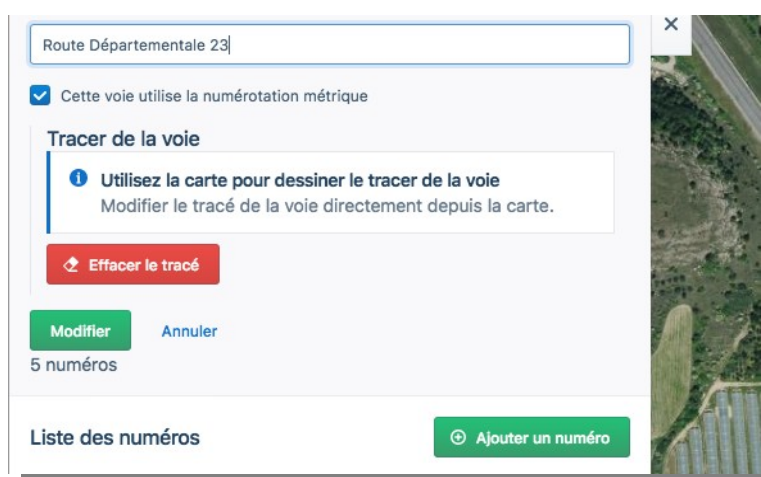 Route Départementale 23
Cette voie utilise la numérotation métrique
Tracer de la voie
Utilisez la carte pour dessiner le tracer de la voie
Modifier le tracé de la voie directement depuis la carte.
Effacer le tracé
Modifier Annuler
5 numéros
Liste des numéros Ajouter un numéro